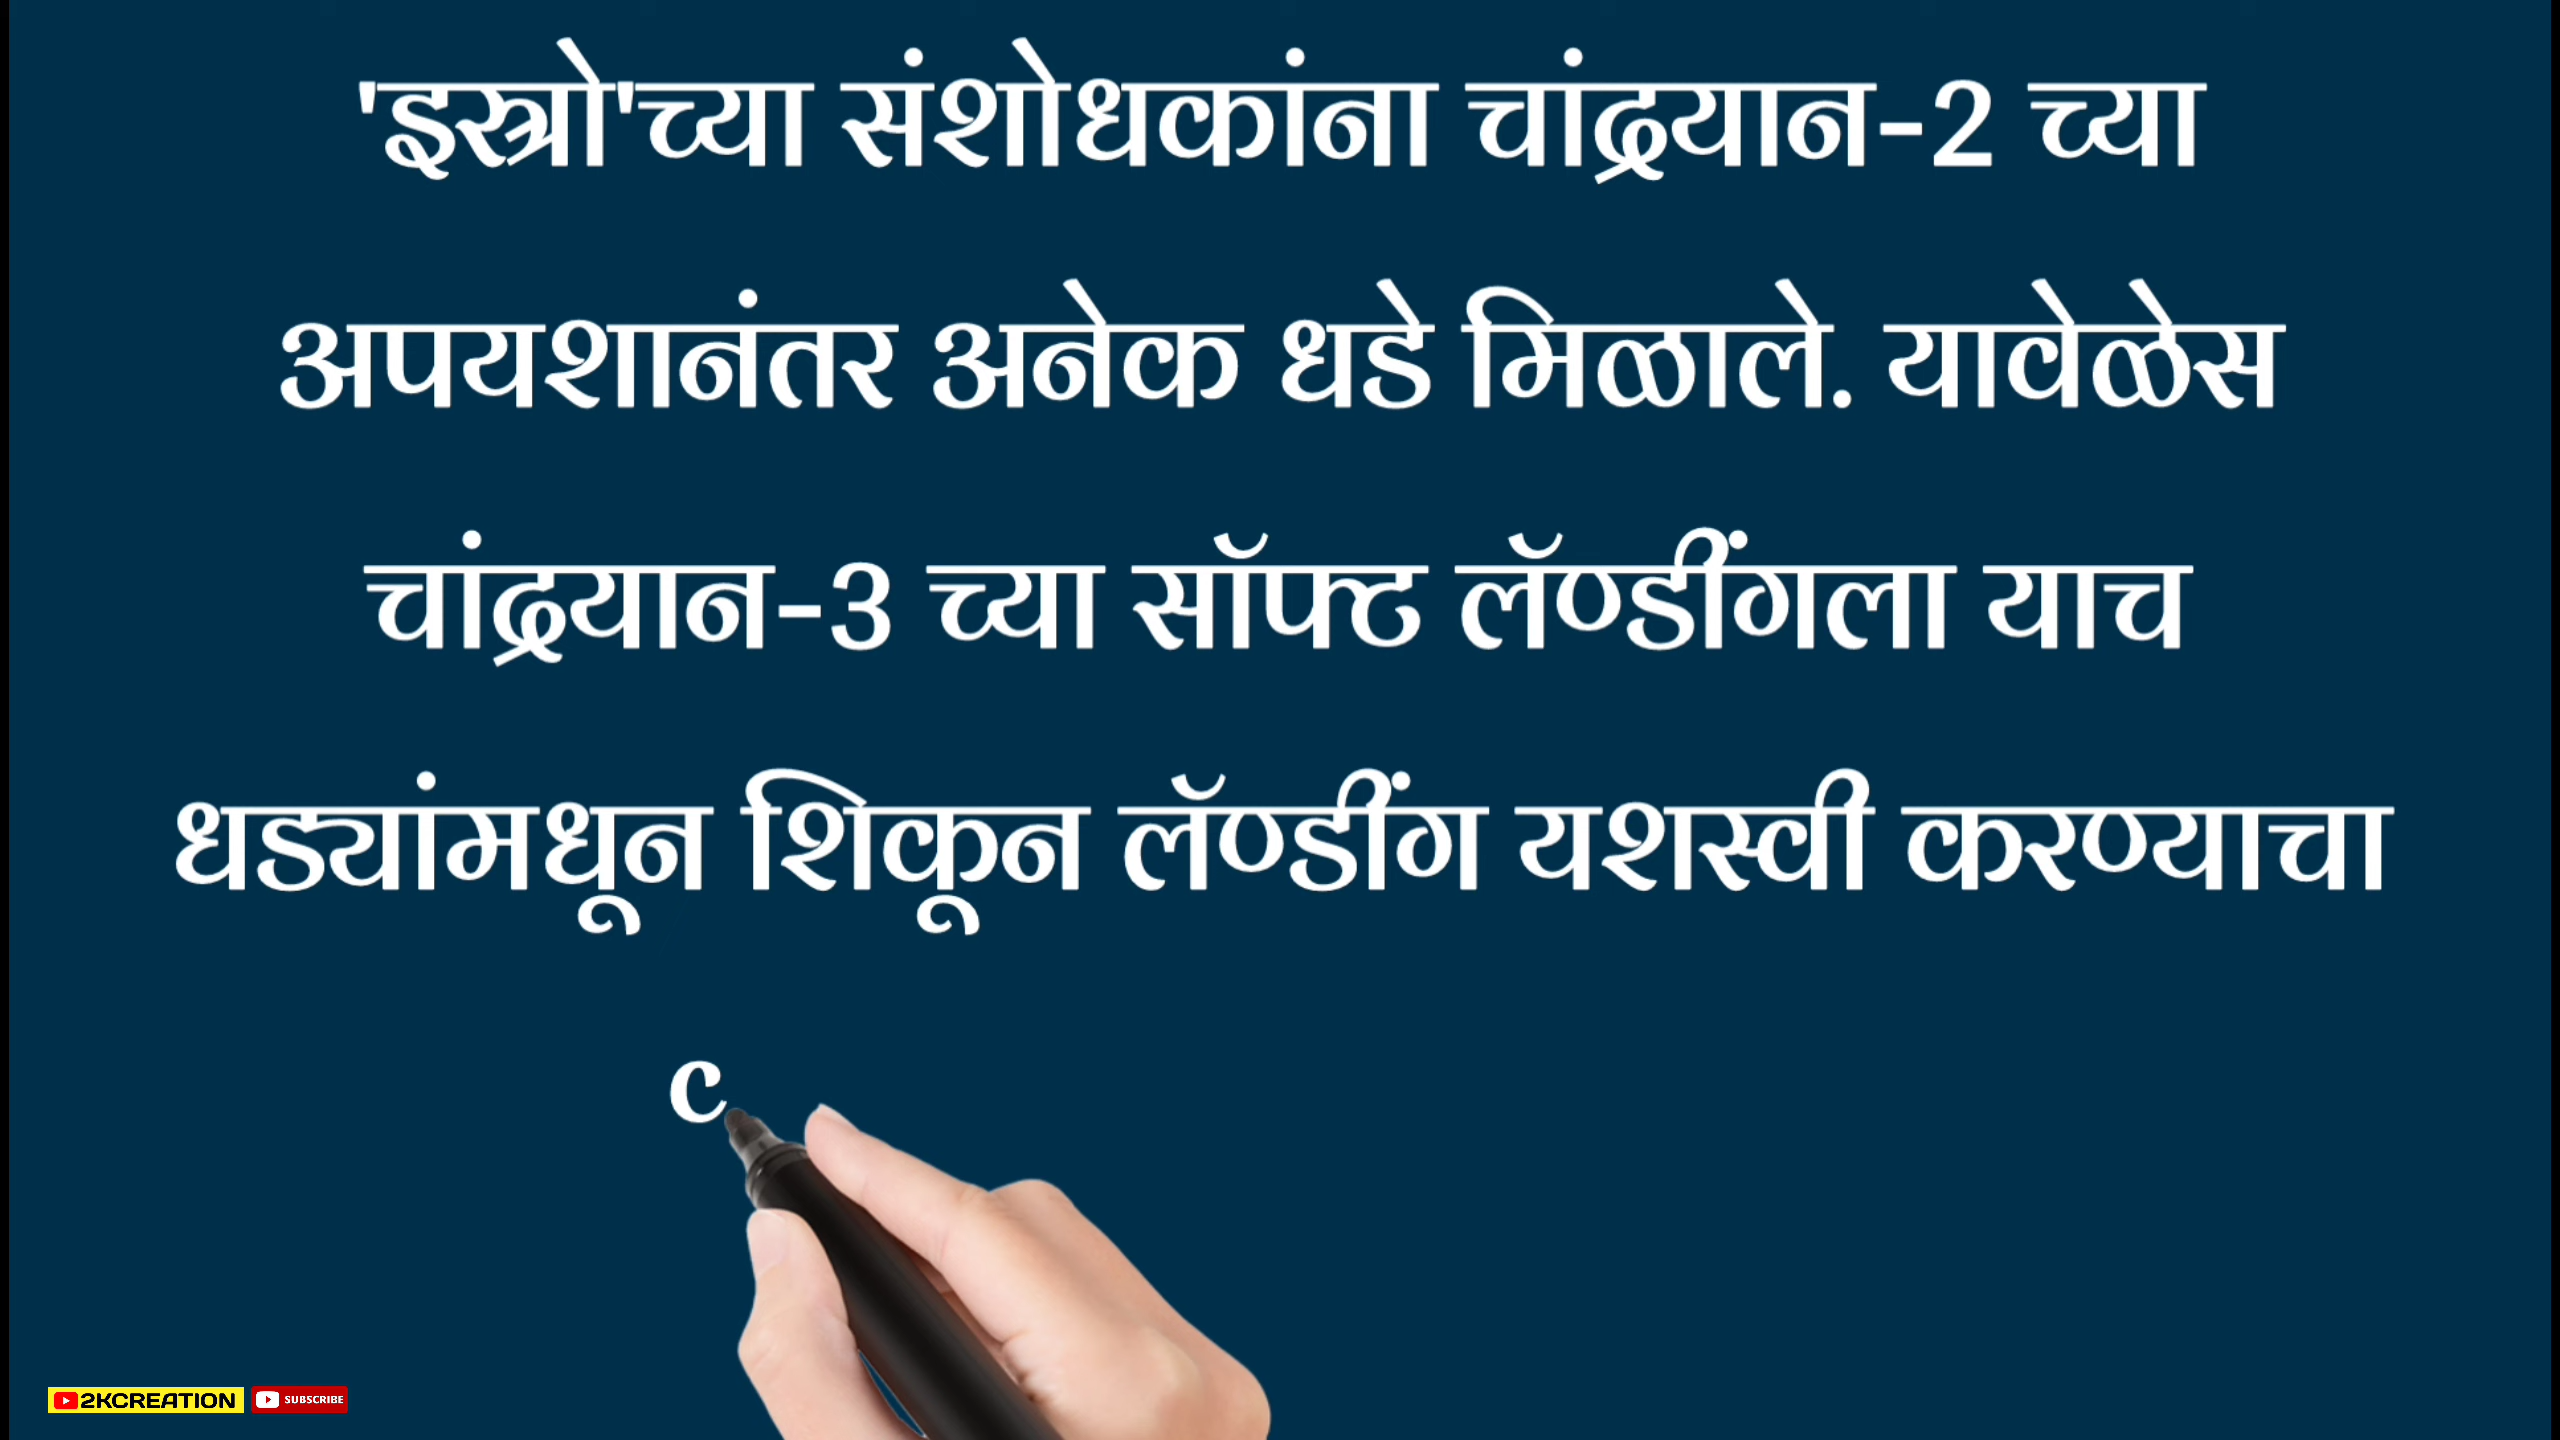 'इस्त्रो'च्या संशोधकांना चांद्रयान-2 च्या
अपयशानंतर अनेक धडे मिळाले. यावेळेस
चांद्रयान-3 च्या सॉफ्ट लॅण्डींगला याच
धड्यांमधून शिकून लॅण्डींग यशस्वी करण्याचा
2KCREATION SUBSCRIBE